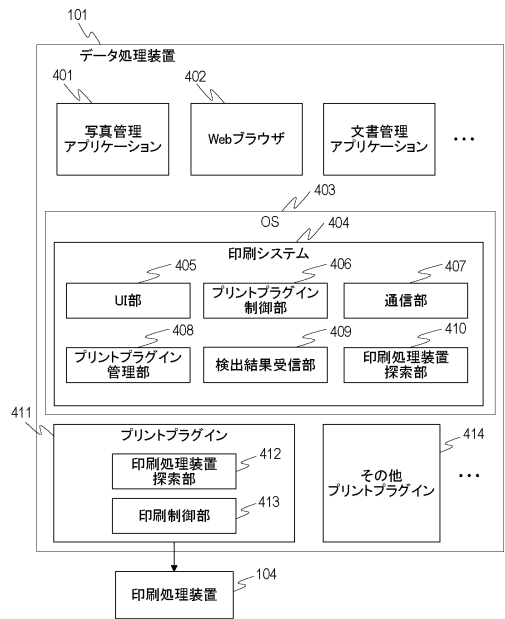 101
データ処理装置
401
写真管理
アプリケーション
402
Webブラウザ
文書管理
アプリケーション
…
403
OS
404
印刷システム
405
UI部
406
プリントプラグイン
制御部
407
通信部
408
プリントプラグイン
管理部
409
検出結果受信部
410
印刷処理装置
探索部
411
プリントプラグイン
412
印刷処理装置
探索部
413
印刷制御部
414
その他
プリントプラグイン
…
印刷処理装置
104